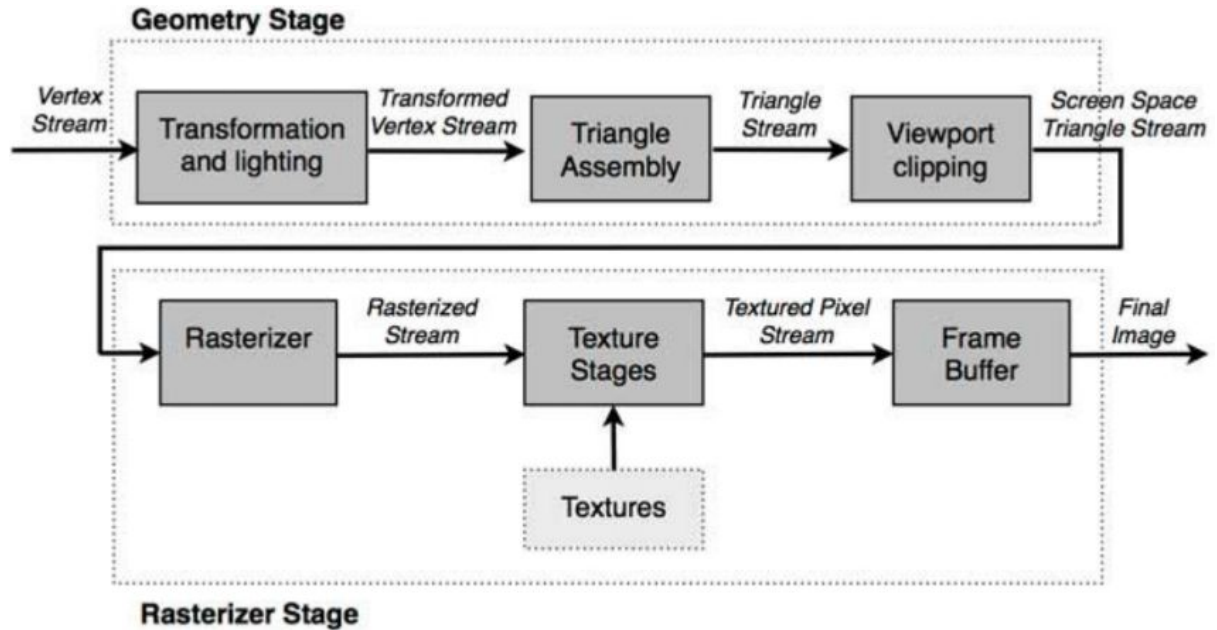 Geometry Stage
Vertex
Stream
Transformation
and lighting
Transformed
Vertex Stream
Triangle
Assembly
Triangle
Stream
Viewport
clipping
Screen Space
Triangle Stream
Rasterizer
Rasterized
Stream
Texture
Stages
Textured Pixel
Stream
Frame
Buffer
Final
Image
Textures
Rasterizer Stage